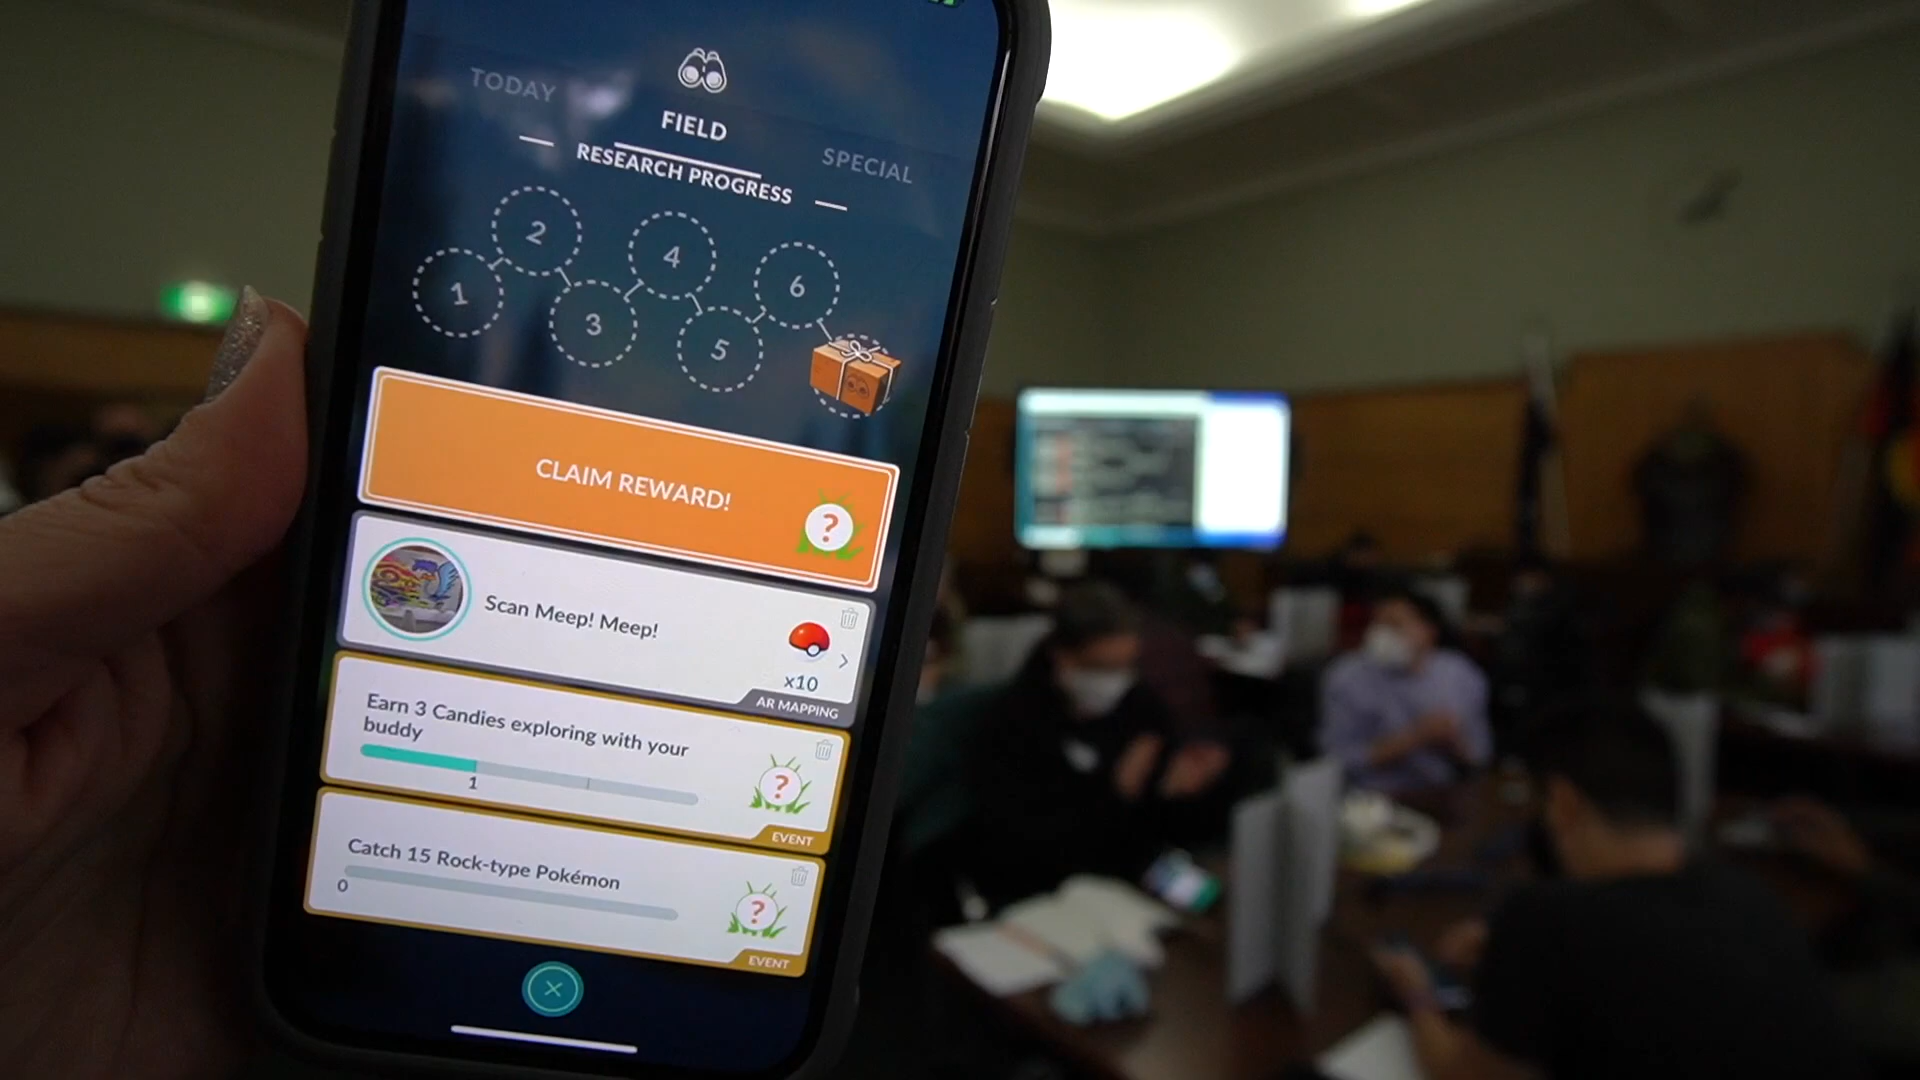 TODAY
FIELD
SPECIAL
RESEARCH PROGRESS
1
2
3
4
5
6
CLAIM REWARD!
?
Scan Meep! Meep!
x10
AR MAPPING
Earn 3 Candies exploring with your
buddy
1
?
EVENT
Catch 15 Rock-type Pokémon
0
?
EVENT